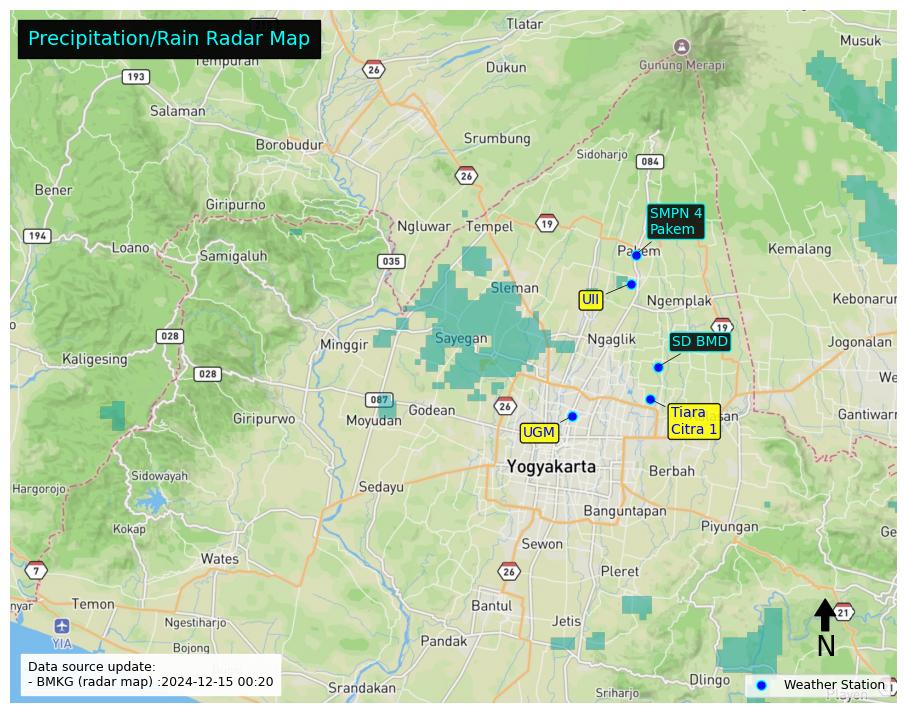 Precipitation/Rain Radar Map
Tlatar
Musuk
193
26
Dukun
Gunung Merapi
Salaman
Borobudur
Srumbung
Sidoharjo
084
26
Bener
Giripurno
SMPN 4
Pakem
194
Loano
Samigaluh
Ngluwar
Tempel
19
Kemalang
035
Sleman
UII
Ngemplak
Kebonarun
028
Minggir
Sayegan
Ngaglik
19
SD BMD
Jogonalan
Kaligesing
028
We
087
Godean
26
Giripurwo
Moyudan
UGM
Tiara
Citra 1
san
Gantiwarn
Yogyakarta
Berbah
Sidowayah
Hargorojo
Sedayu
Kokap
Banguntapan
Piyungan
Ge
Wates
Sewon
7
26
Pleret
nyar
Temon
Bantul
21
Ngestiharjo
Jetis
YIA
Pandak
Bojong
N
Data source update:
- BMKG (radar map) :2024-12-15 00:20
Srandakan
Sriharjo
Dlingo
Weather Station